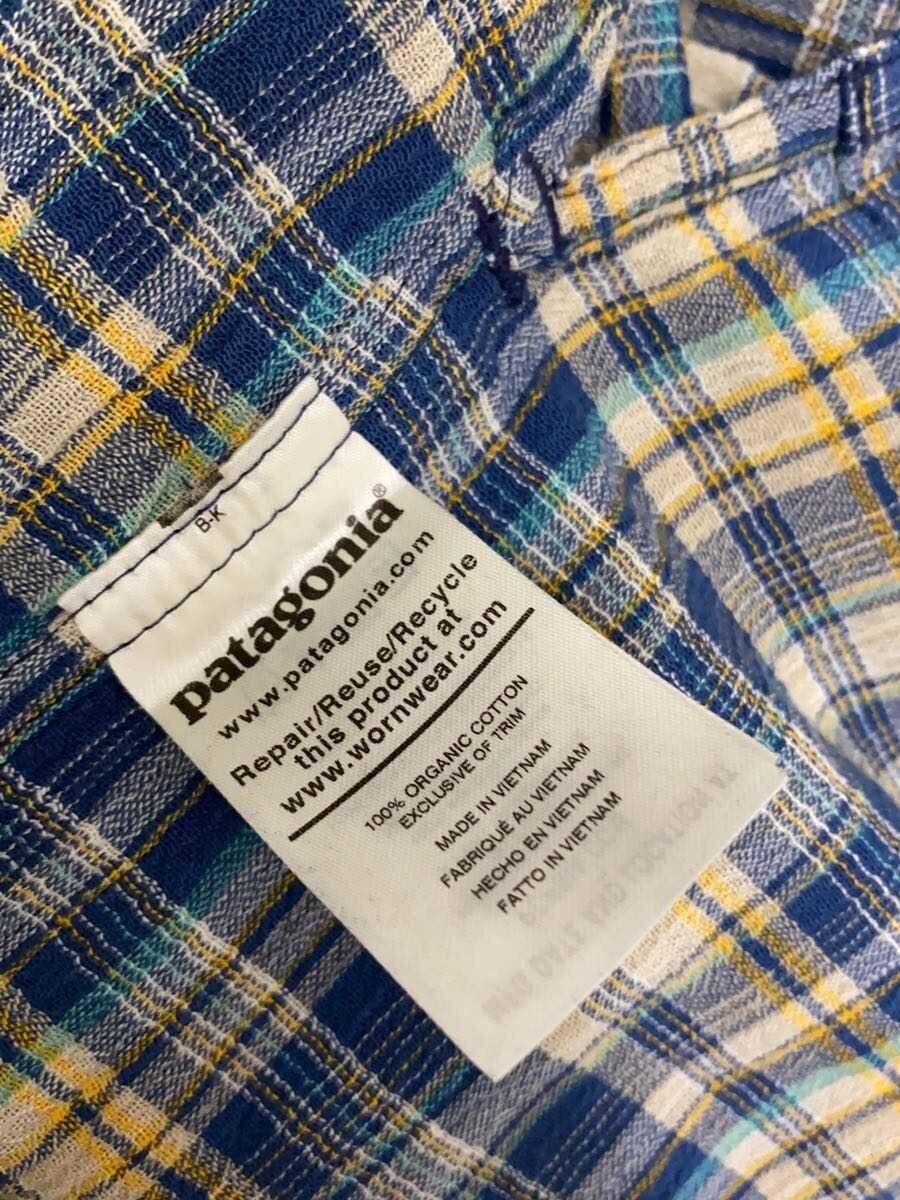 B-K
patagonia®
www.patagonia.com
Repair/Reuse/Recycle
this product at
www.wornwear.com
100% ORGANIC COTTON
EXCLUSIVE OF TRIM
MADE IN VIETNAM
FABRIQUÉ AU VIETNAM
HECHO EN VIETNAM
FATTO IN VIETNAM